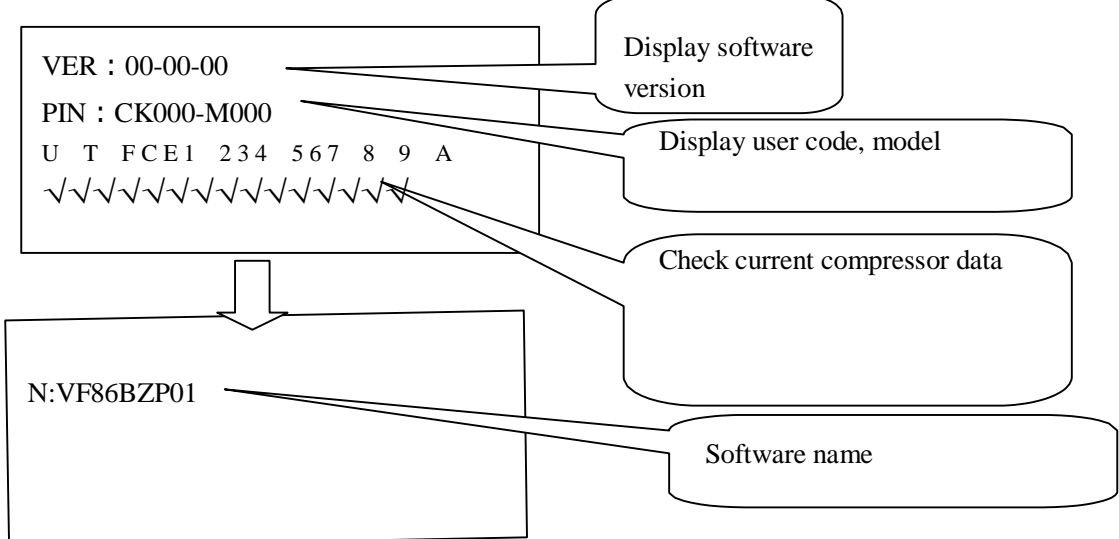 VER：00-00-00
PIN：CK000-M000
U T FCE1 234 567 8 9 A
√√√√√√√√√√√√√√√
Display software
version
Display user code, model
Check current compressor data
N:VF86BZP01
Software name